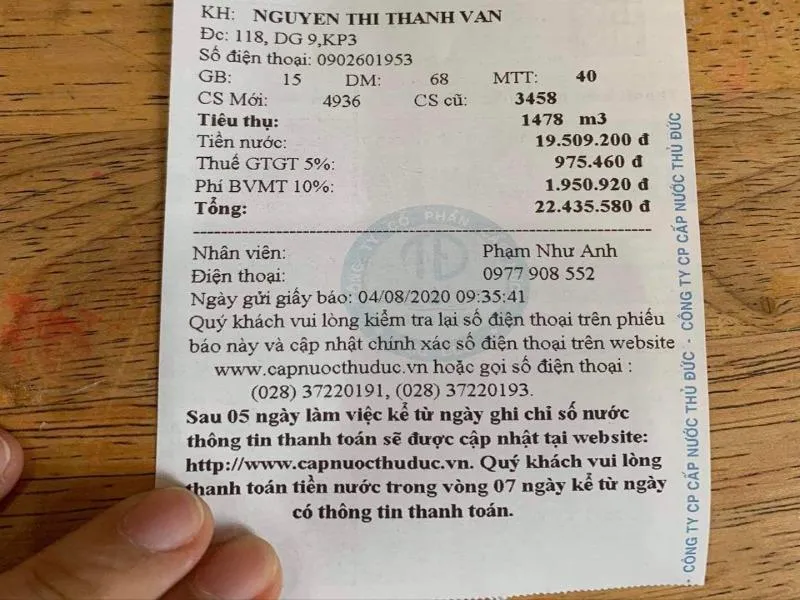 KH: NGUYEN THI THANH VAN
Đc: 118, DG 9,KP3
Số điện thoại: 0902601953
GB: 15 DM: 68 MTT: 40
CS Mới: 4936 CS cũ: 3458
Tiêu thụ: 1478 m3
Tiền nước: 19.509.200 đ
Thuế GTGT 5%: 975.460 đ
Phí BVMT 10%: 1.950.920 đ
Tổng: 22.435.580 đ
Nhân viên: Phạm Như Anh
Điện thoại: 0977 908 552
Ngày gửi giấy báo: 04/08/2020 09:35:41
Quý khách vui lòng kiểm tra lại số điện thoại trên phiếu
báo này và cập nhật chính xác số điện thoại trên website
www.capnuocthuduc.vn hoặc gọi số điện thoại :
(028) 37220191, (028) 37220193.
Sau 05 ngày làm việc kể từ ngày ghi chỉ số nước
thông tin thanh toán sẽ được cập nhật tại website:
http://www.capnuocthuduc.vn. Quý khách vui lòng
thanh toán tiền nước trong vòng 07 ngày kể từ ngày
có thông tin thanh toán.
CÔNG TY CP CẤP NƯỚC THỦ ĐỨC - CÔNG TY CP CẤP NƯỚC THỦ ĐỨC